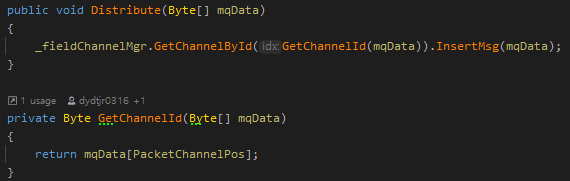 public void Distribute(Byte[] mqData)
{
_fieldChannelMgr.GetChannelById(idx:GetChannelId(mqData)).InsertMsg(mqData);
}
1 usage dydtjr0316 +1
private Byte GetChannelId(Byte[] mqData)
{
return mqData[PacketChannelPos];
}